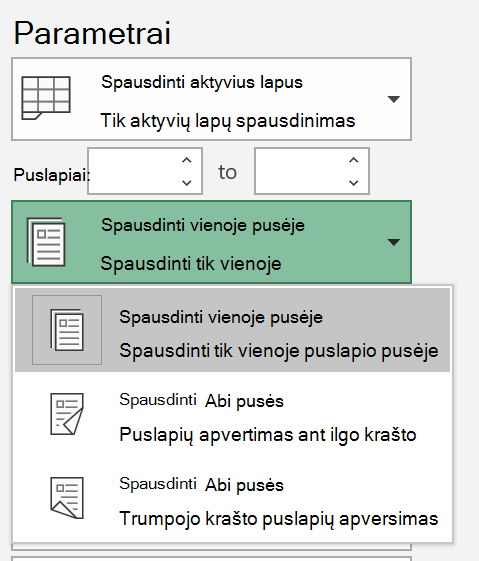 Parametrai
Spausdinti aktyvius lapus
Tik aktyvių lapų spausdinimas
Puslapiai: to
Spausdinti vienoje pusėje
Spausdinti tik vienoje
Spausdinti vienoje pusėje
Spausdinti tik vienoje puslapio pusėje
Spausdinti Abi pusės
Puslapių apvertimas ant ilgo krašto
Spausdinti Abi pusės
Trumpojo krašto puslapių apversimas